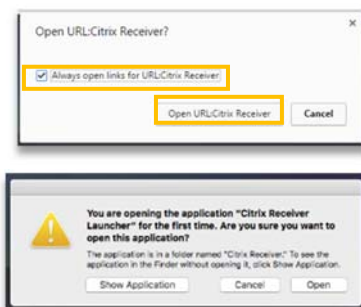 Open URL:Citrix Receiver?
×
Always open links for URL:Citrix Receiver
Open URL:Citrix Receiver Cancel
You are opening the application "Citrix Receiver
Launcher" for the first time. Are you sure you want to
open this application?
The application is in a folder named "Citrix Receiver." To see the
application in the Finder without opening it, click Show Application.
Show Application Cancel Open